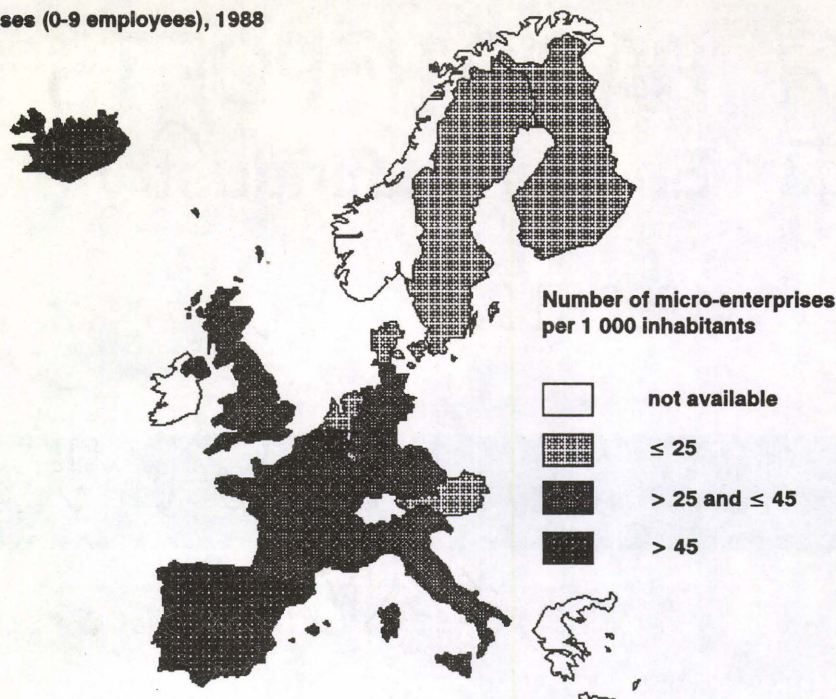 ses (0-9 employees), 1988
Number of micro-enterprises
per 1 000 inhabitants
not available
≤ 25
> 25 and ≤ 45
> 45